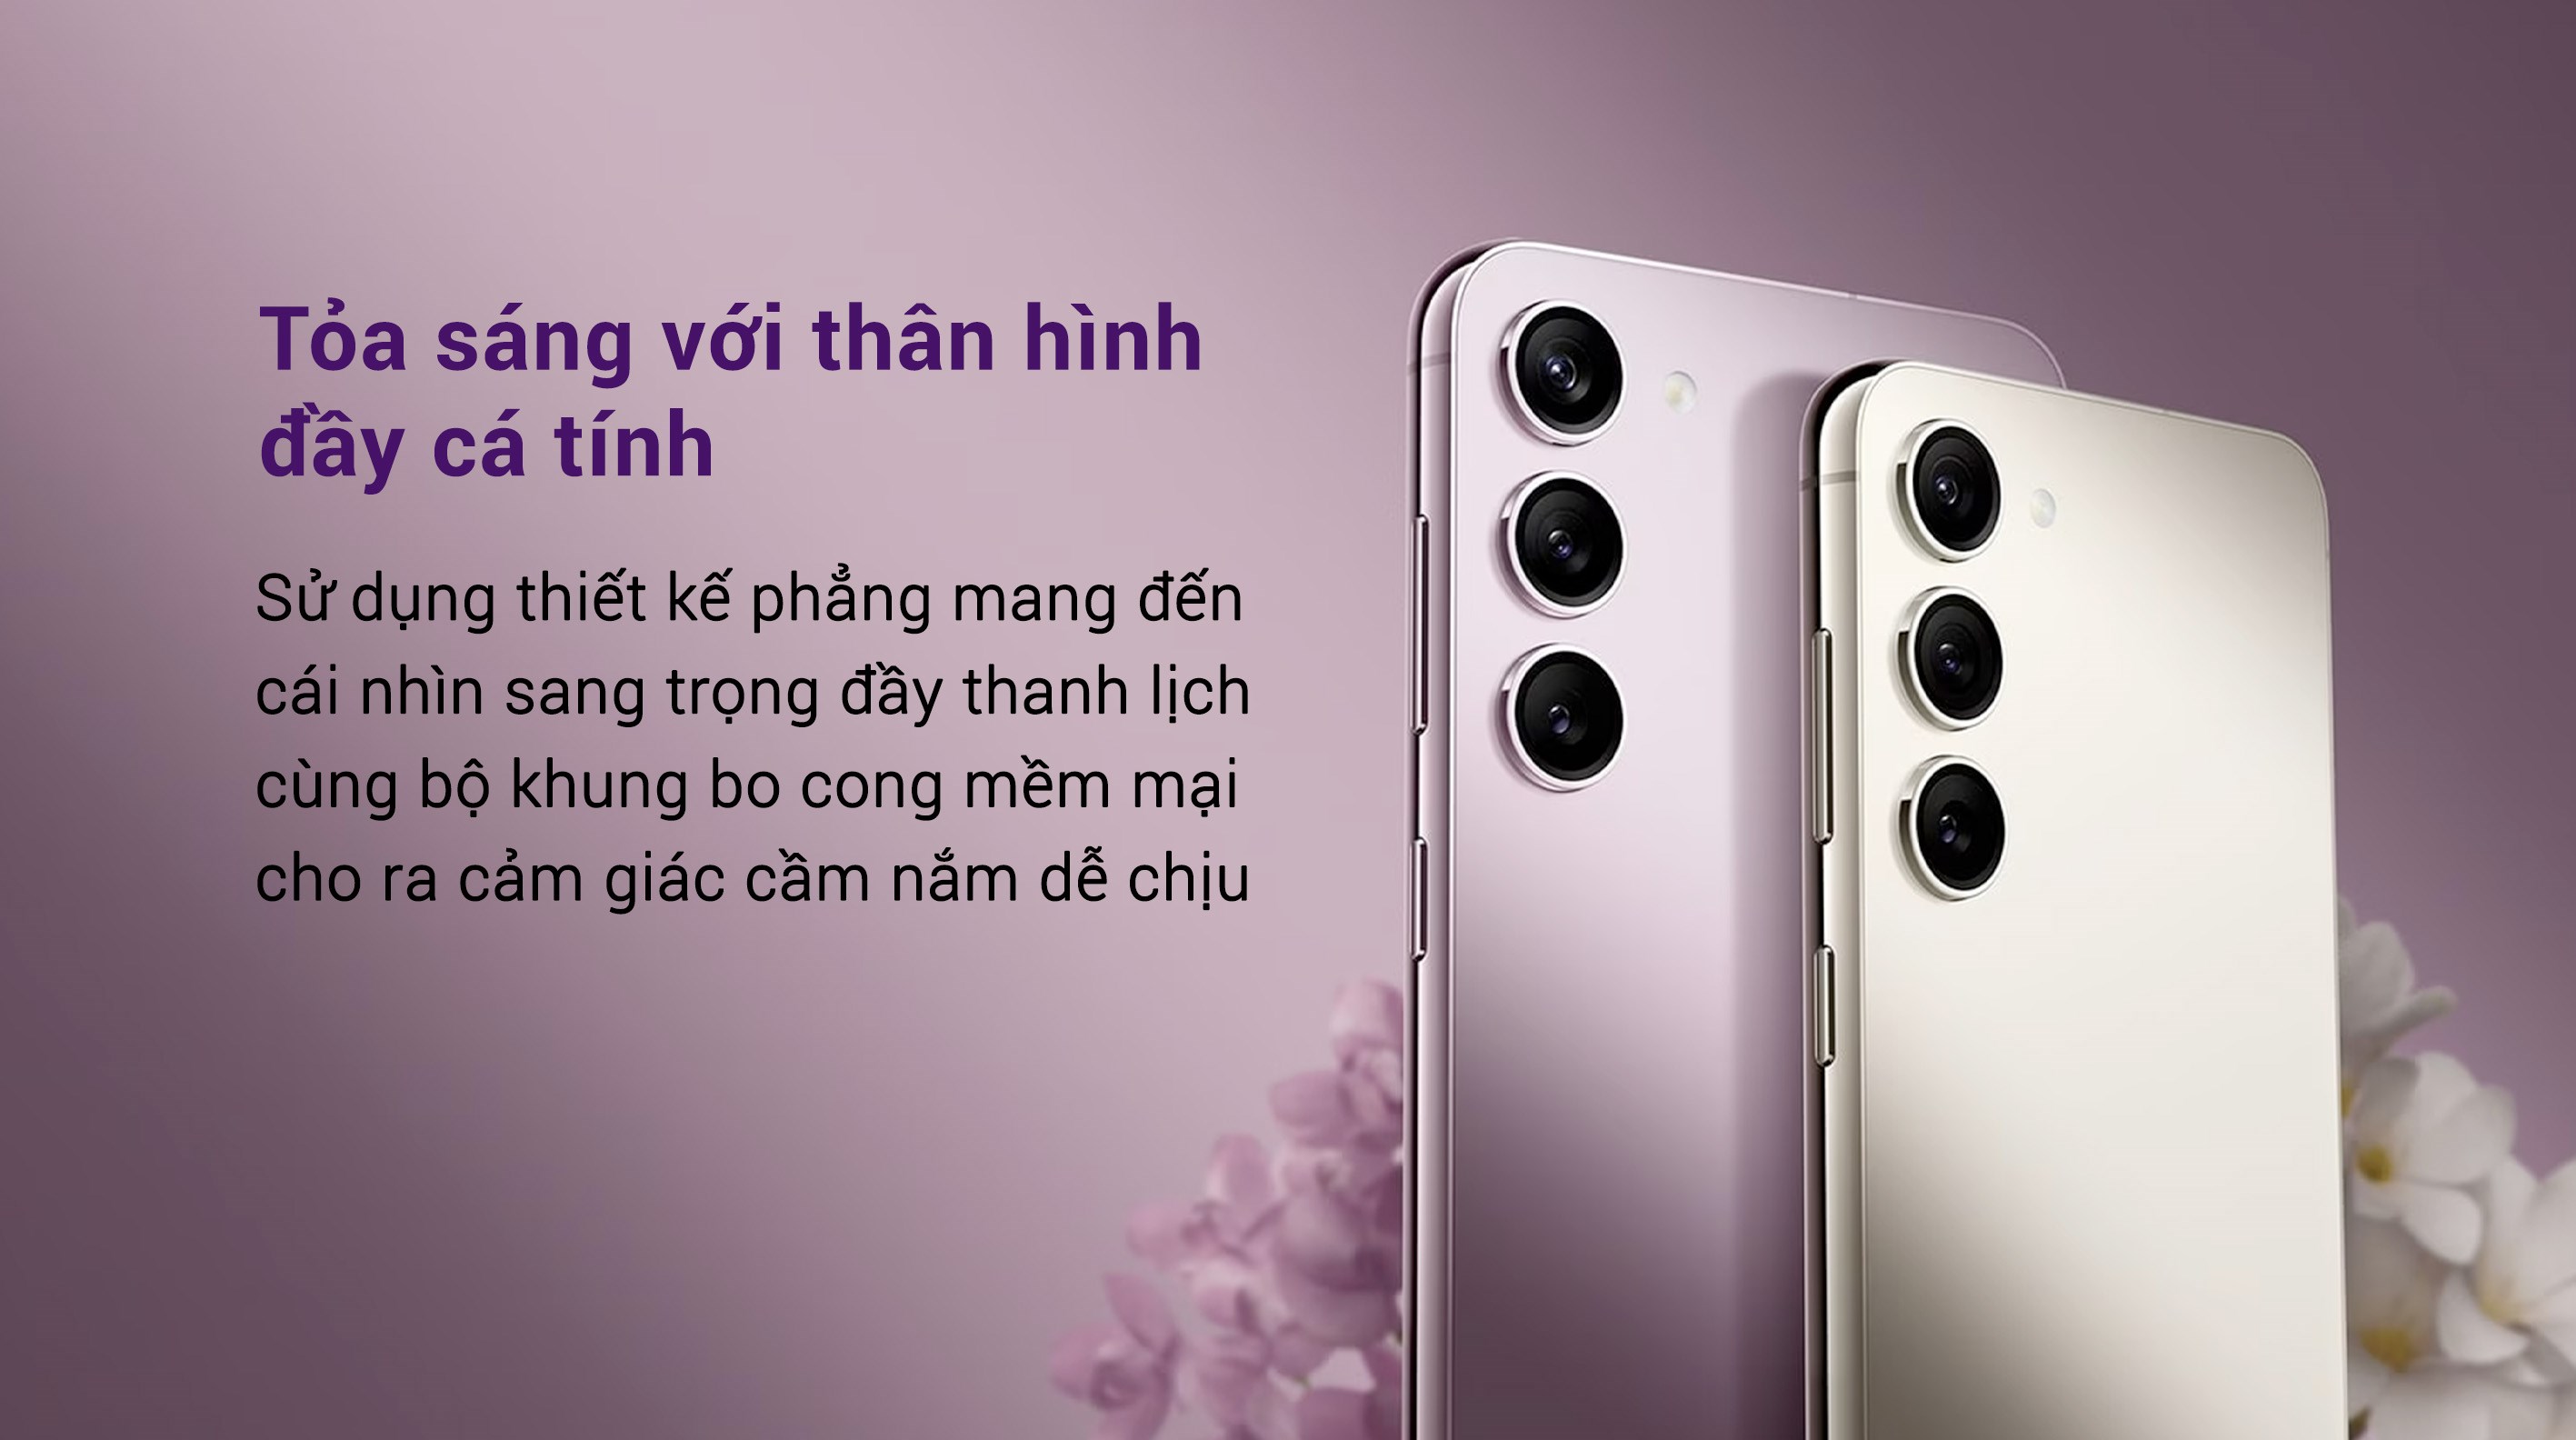 Tỏa sáng với thân hình
đầy cá tính
Sử dụng thiết kế phẳng mang đến
cái nhìn sang trọng đầy thanh lịch
cùng bộ khung bo cong mềm mại
cho ra cảm giác cầm nắm dễ chịu